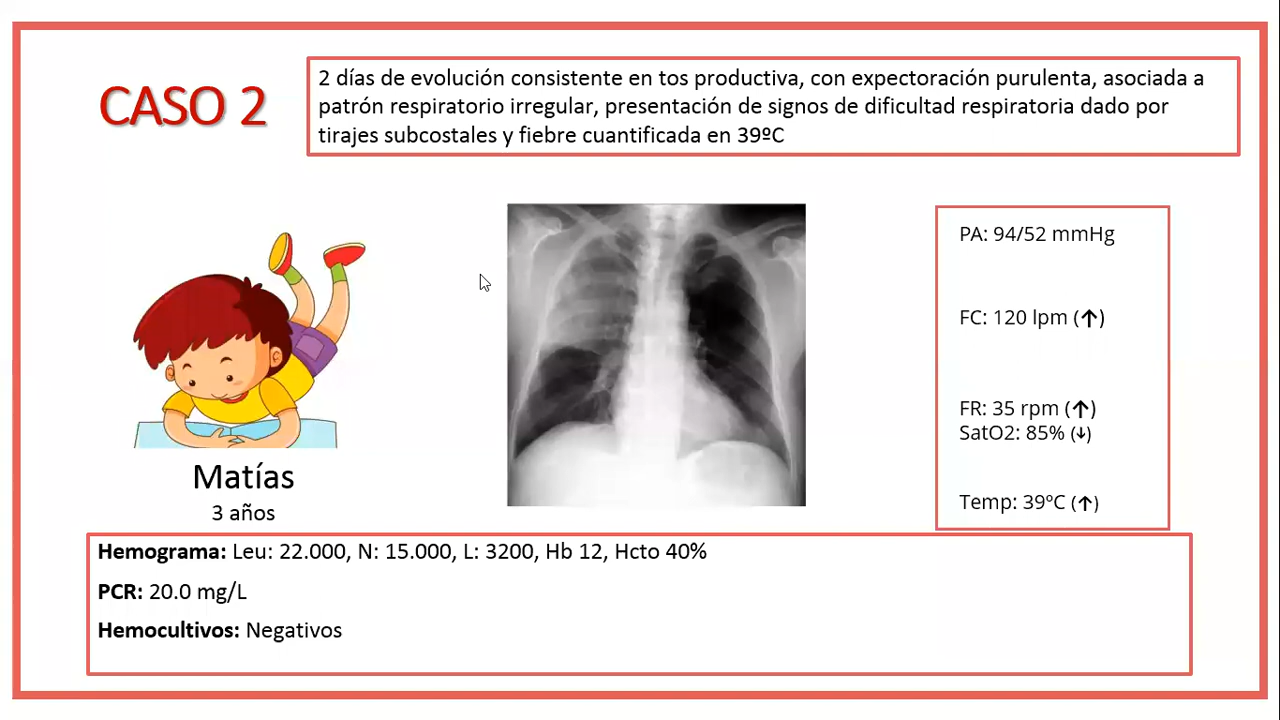 CASO 2
2 días de evolución consistente en tos productiva, con expectoración purulenta, asociada a
patrón respiratorio irregular, presentación de signos de dificultad respiratoria dado por
tirajes subcostales y fiebre cuantificada en 39ºC
Matías
3 años
PA: 94/52 mmHg
FC: 120 lpm (↑)
FR: 35 rpm (↑)
SatO2: 85% (↓)
Temp: 39°C (↑)
Hemograma: Leu: 22.000, N: 15.000, L: 3200, Hb 12, Hcto 40%
PCR: 20.0 mg/L
Hemocultivos: Negativos